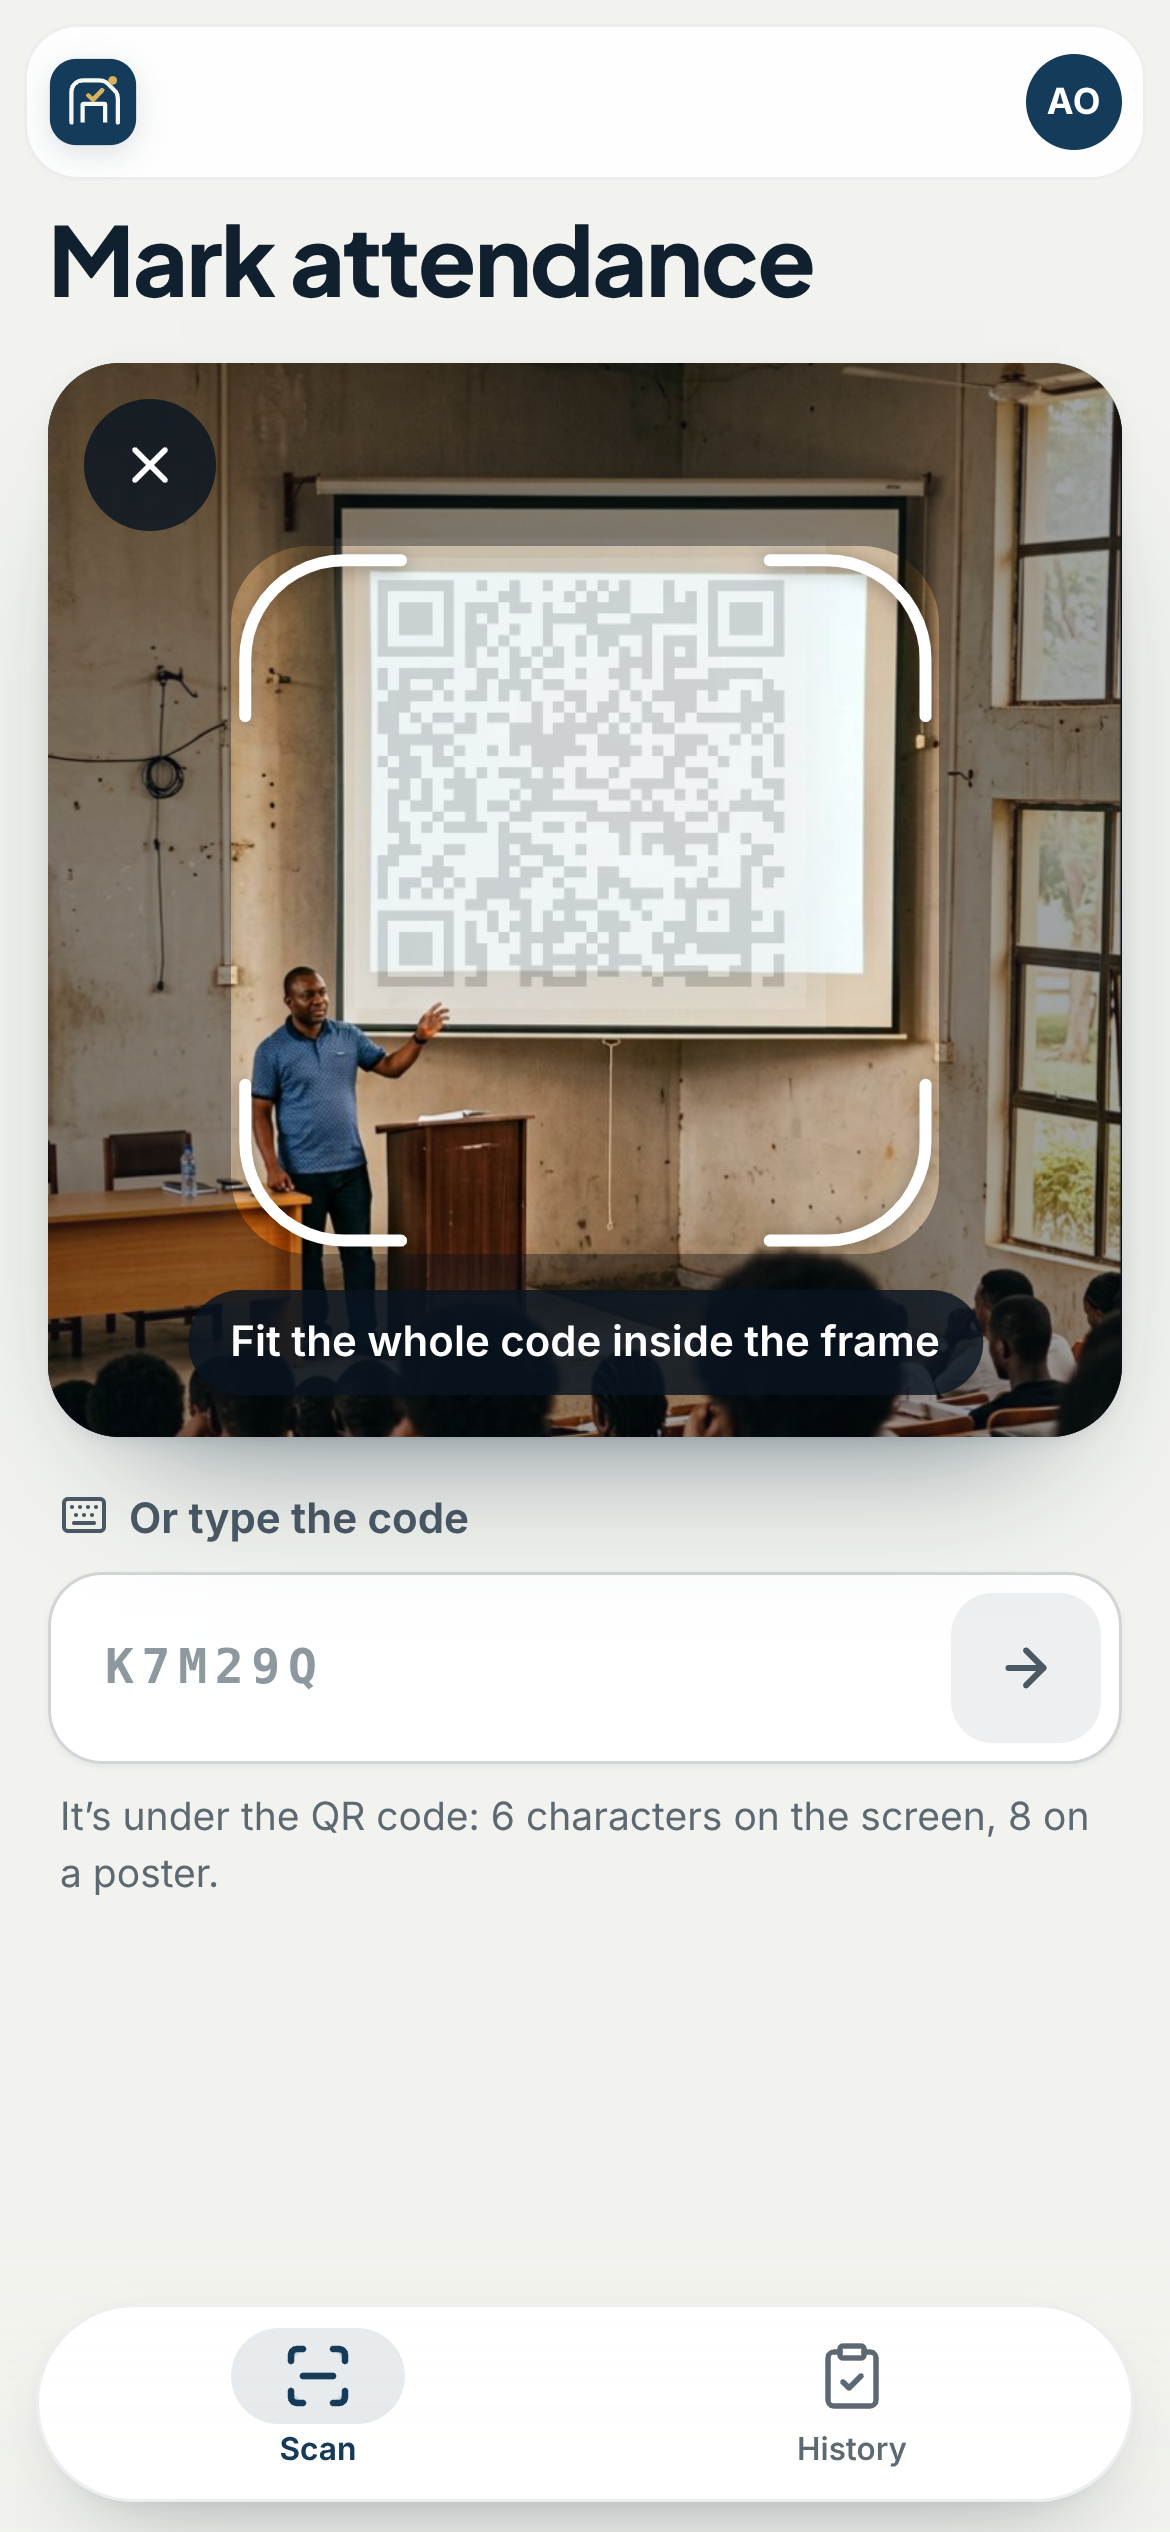 AO
Mark attendance
Fit the whole code inside the frame
Or type the code
K7M29Q
It’s under the QR code: 6 characters on the screen, 8 on
a poster.
Scan
History